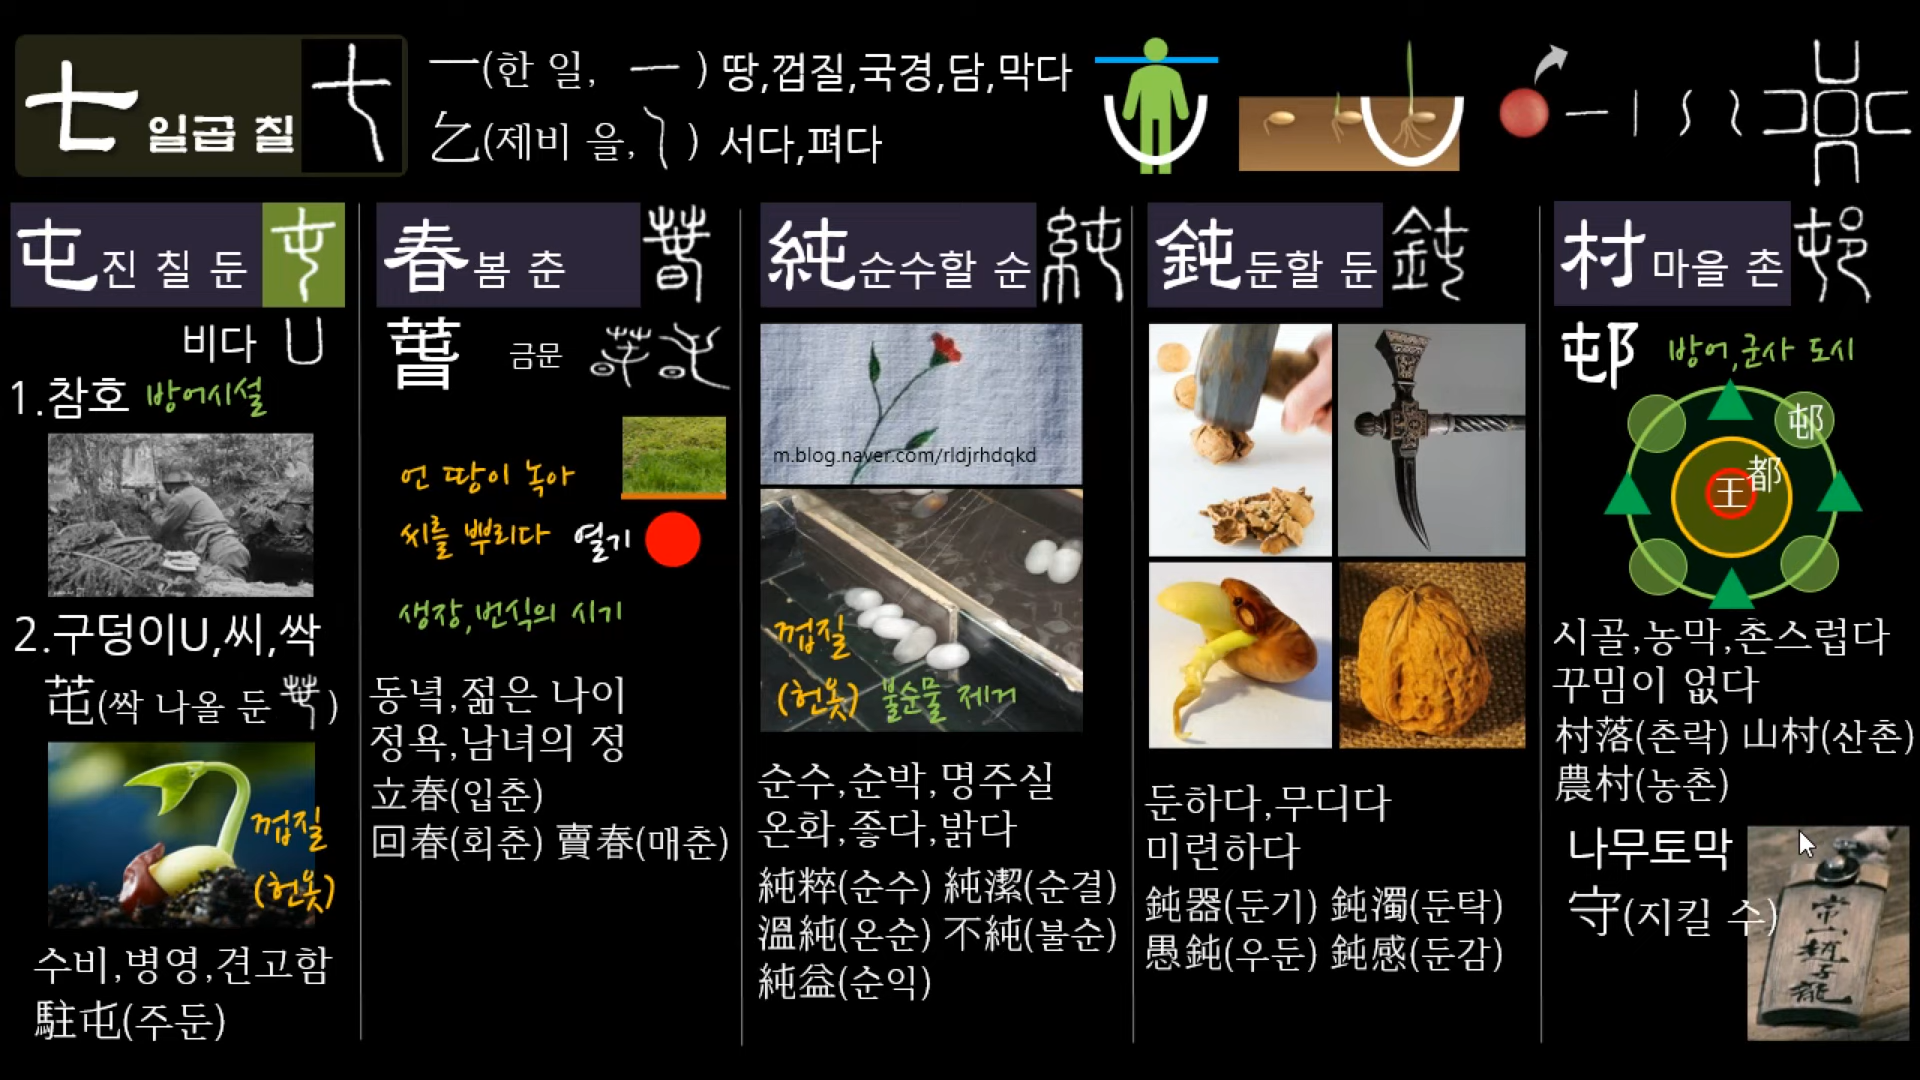 七 일곱 칠
一(한 일, 一) 땅,껍질,국경,담,막다
乙(제비 을, ) 서다,펴다
屯 진 칠 둔
비다 U
1.참호 방어시설
2.구덩이U,씨,싹
芚(싹 나올 둔 )
껍질
(헌옷)
수비,병영,견고함
駐屯(주둔)
春 봄 춘
萅 금문
언 땅이 녹아
씨를 뿌리다 열기
생장,번식의 시기
동녘,젊은 나이
정욕,남녀의 정
立春(입춘)
回春(회춘) 賣春(매춘)
純 순수할 순
m.blog.naver.com/rldjrhdqkd
껍질
(헌옷) 불순물 제거
순수,순박,명주실
온화,좋다,밝다
純粹(순수) 純潔(순결)
溫純(온순) 不純(불순)
純益(순익)
鈍 둔할 둔
둔하다,무디다
미련하다
鈍器(둔기) 鈍濁(둔탁)
愚鈍(우둔) 鈍感(둔감)
村 마을 촌
邨 방어,군사 도시
邨
都
王
시골,농막,촌스럽다
꾸밈이 없다
村落(촌락) 山村(산촌)
農村(농촌)
나무토막
守(지킬 수)
常山趙子龍